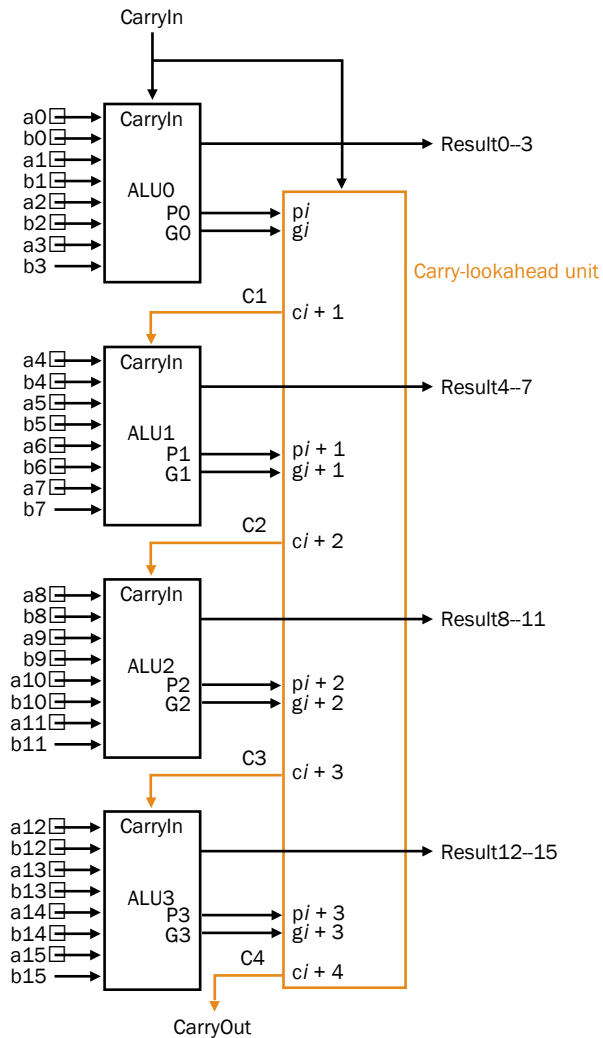 CarryIn
a0
b0
a1
b1
a2
b2
a3
b3
CarryIn
ALU0
P0
G0
Result0--3
pi
gi
Carry-lookahead unit
C1
ci + 1
a4
b4
a5
b5
a6
b6
a7
b7
CarryIn
ALU1
P1
G1
Result4--7
pi + 1
gi + 1
C2
ci + 2
a8
b8
a9
b9
a10
b10
a11
b11
CarryIn
ALU2
P2
G2
Result8--11
pi + 2
gi + 2
C3
ci + 3
a12
b12
a13
b13
a14
b14
a15
b15
CarryIn
ALU3
P3
G3
Result12--15
pi + 3
gi + 3
C4
ci + 4
CarryOut